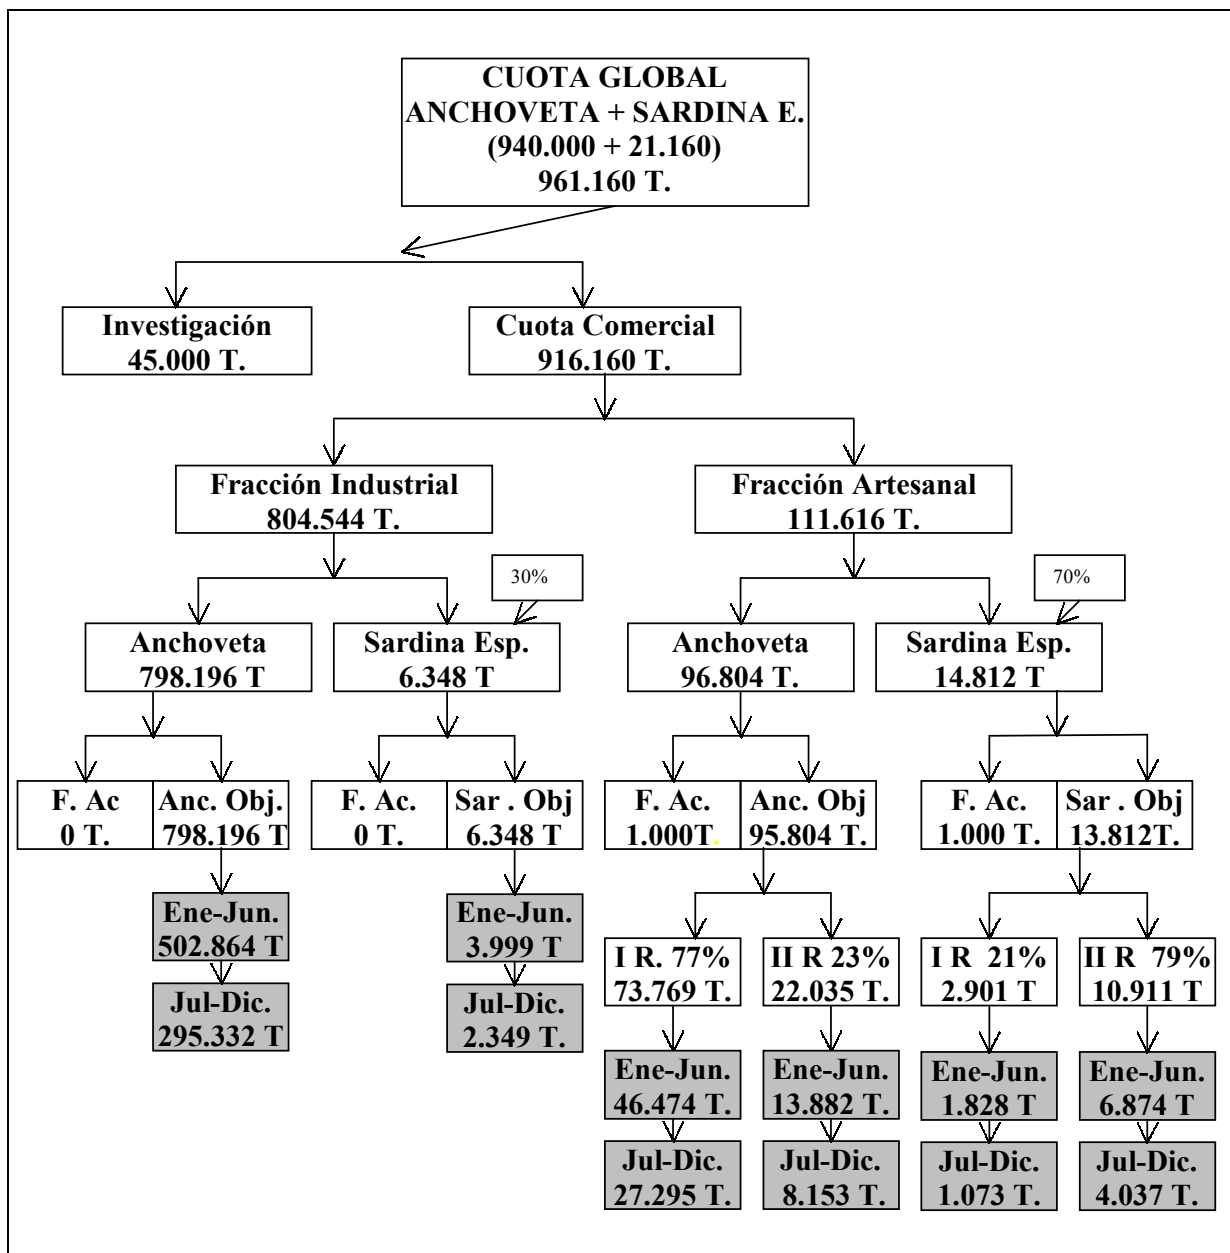 CUOTA GLOBAL
ANCHOVETA + SARDINA E.
(940.000 + 21.160)
961.160 T.
Investigación
45.000 T.
Cuota Comercial
916.160 T.
Fracción Industrial
804.544 T.
Fracción Artesanal
111.616 T.
30%
70%
Anchoveta
798.196 T
Sardina Esp.
6.348 T
Anchoveta
96.804 T.
Sardina Esp.
14.812 T
F. Ac
0 T.
Anc. Obj.
798.196 T
F. Ac.
0 T.
Sar . Obj
6.348 T
F. Ac.
1.000T.
Anc. Obj
95.804 T.
F. Ac.
1.000 T.
Sar . Obj
13.812T.
Ene-Jun.
502.864 T
Jul-Dic.
295.332 T
Ene-Jun.
3.999 T
Jul-Dic.
2.349 T.
I R. 77%
73.769 T.
II R 23%
22.035 T.
I R 21%
2.901 T
II R 79%
10.911 T
Ene-Jun.
46.474 T.
Ene-Jun.
13.882 T.
Ene-Jun.
1.828 T
Ene-Jun.
6.874 T
Jul-Dic.
27.295 T.
Jul-Dic.
8.153 T.
Jul-Dic.
1.073 T.
Jul-Dic.
4.037 T.